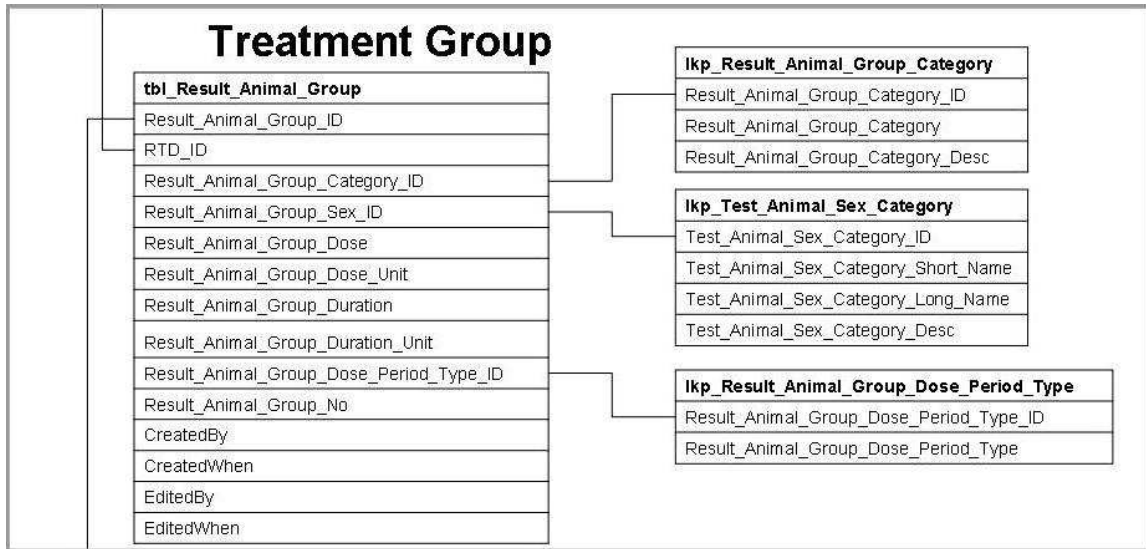 Treatment Group
tbl_Result_Animal_Group
Result_Animal_Group_ID
RTD_ID
Result_Animal_Group_Category_ID
Result_Animal_Group_Sex_ID
Result_Animal_Group_Dose
Result_Animal_Group_Dose_Unit
Result_Animal_Group_Duration
Result_Animal_Group_Duration_Unit
Result_Animal_Group_Dose_Period_Type_ID
Result_Animal_Group_No
CreatedBy
CreatedWhen
EditedBy
EditedWhen
lkp_Result_Animal_Group_Category
Result_Animal_Group_Category_ID
Result_Animal_Group_Category
Result_Animal_Group_Category_Desc
lkp_Test_Animal_Sex_Category
Test_Animal_Sex_Category_ID
Test_Animal_Sex_Category_Short_Name
Test_Animal_Sex_Category_Long_Name
Test_Animal_Sex_Category_Desc
lkp_Result_Animal_Group_Dose_Period_Type
Result_Animal_Group_Dose_Period_Type_ID
Result_Animal_Group_Dose_Period_Type